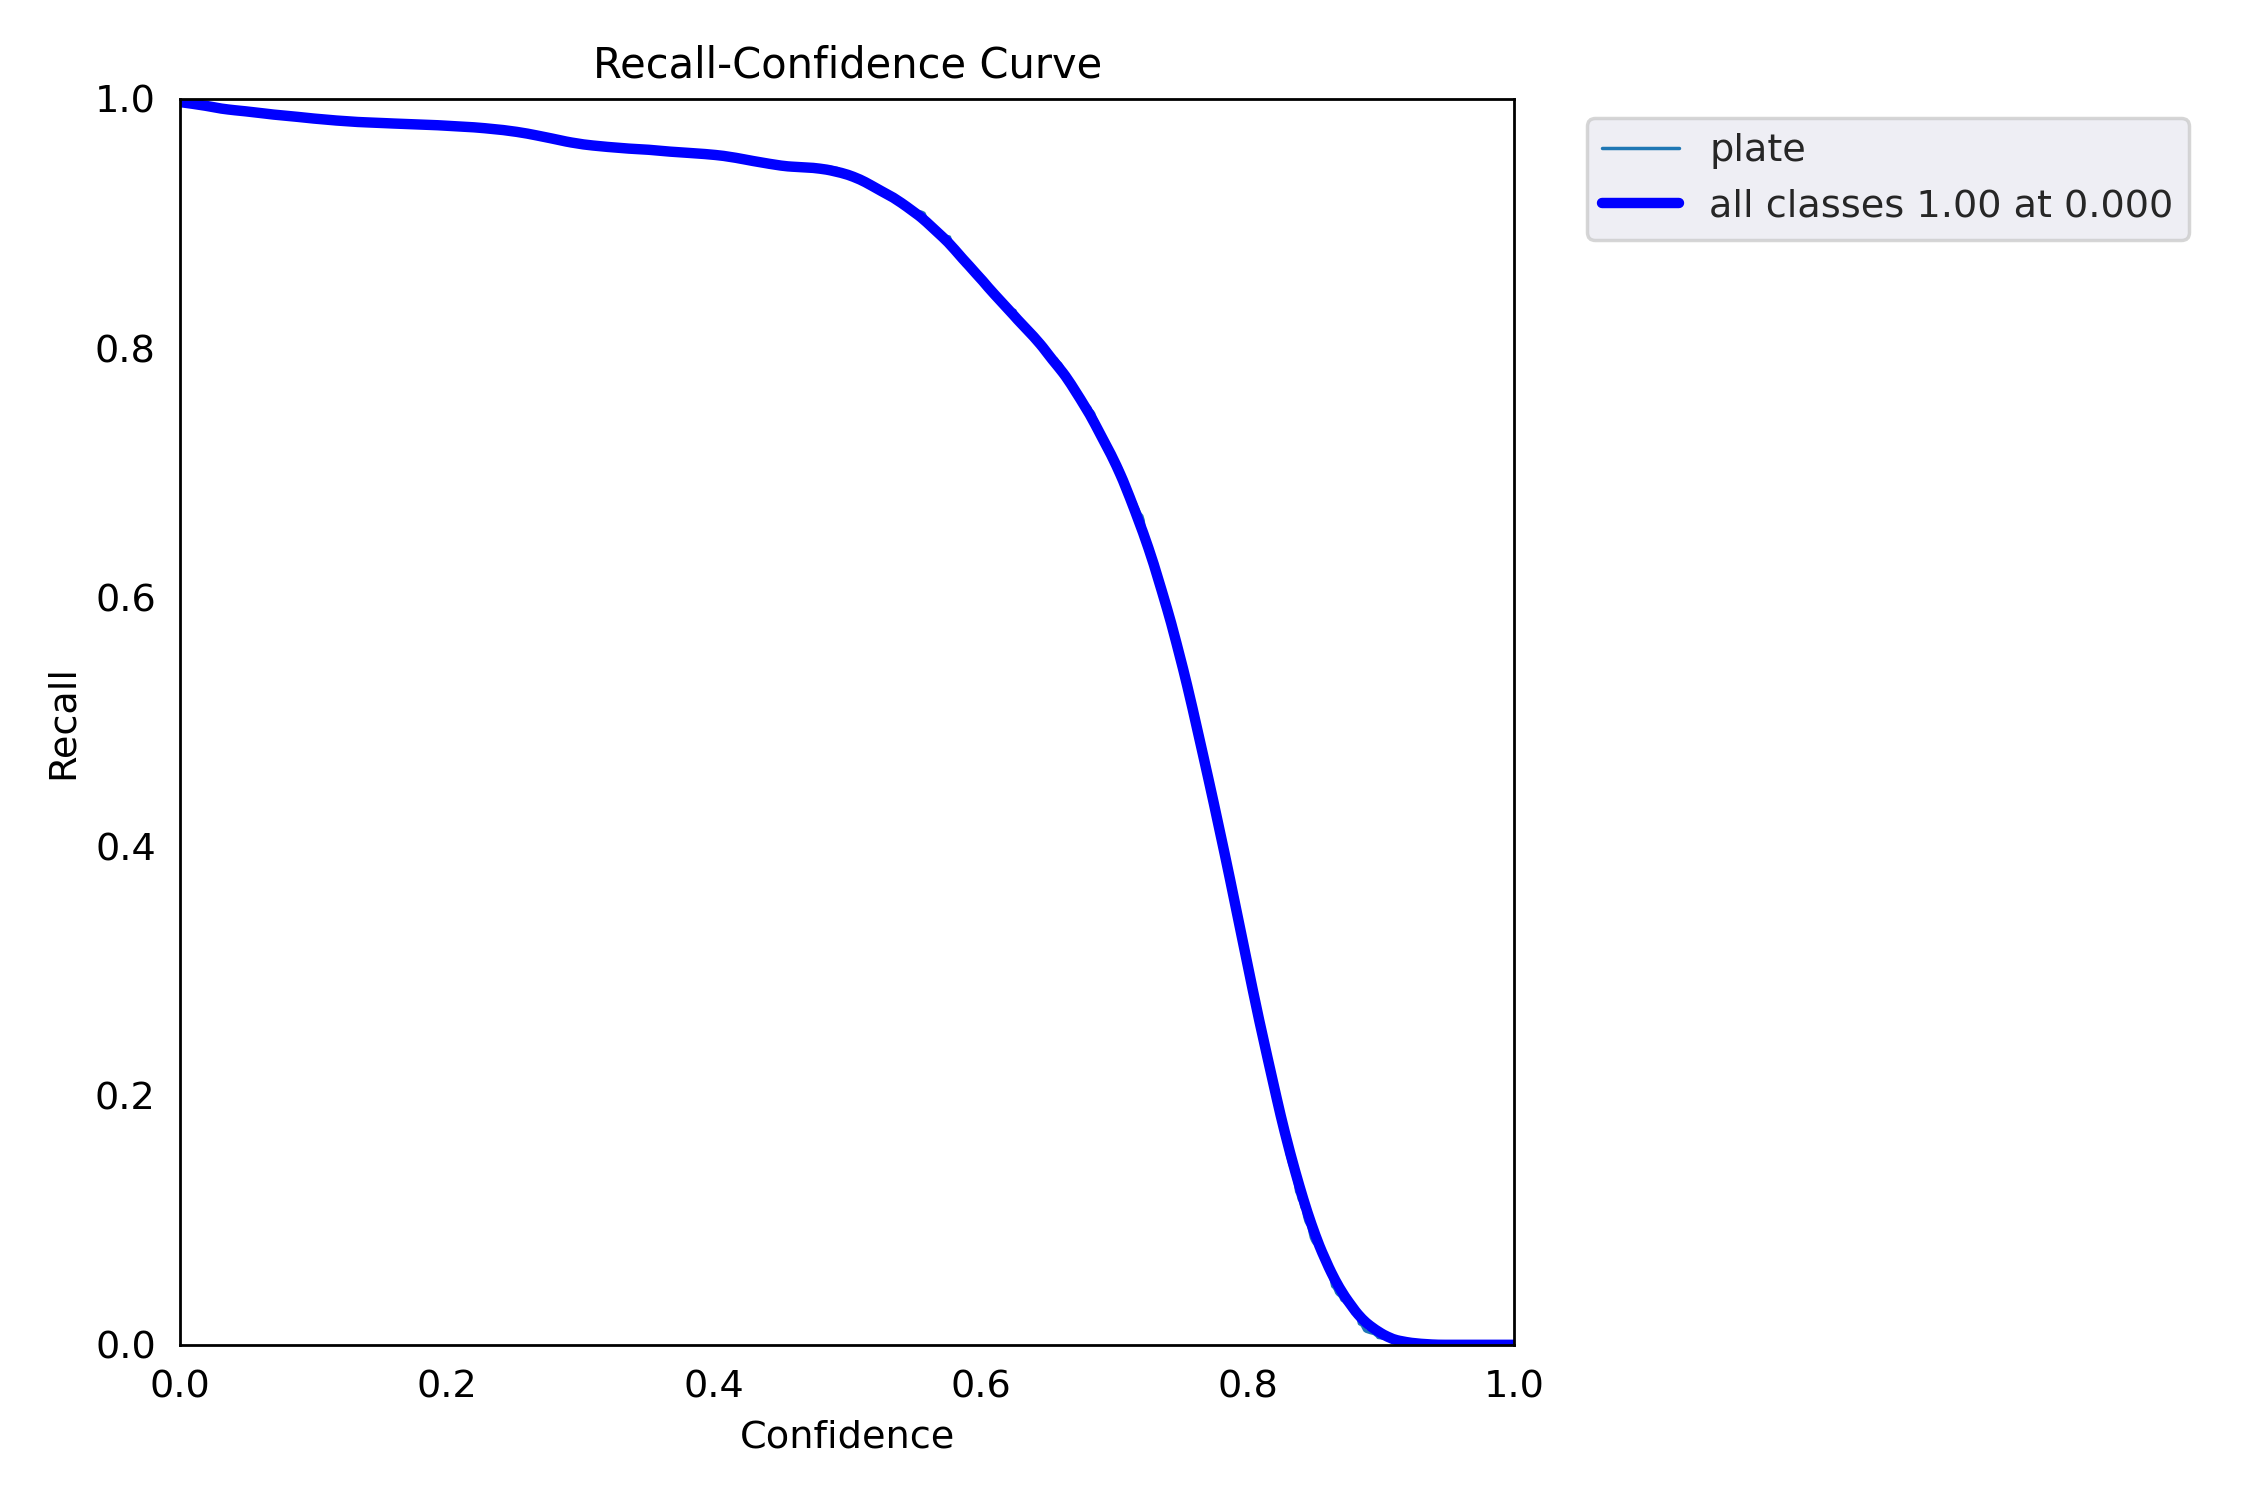 Recall-Confidence Curve
1.0
0.8
0.6
0.4
0.2
0.0
Recall
0.0 0.2 0.4 0.6 0.8 1.0
Confidence
plate
all classes 1.00 at 0.000